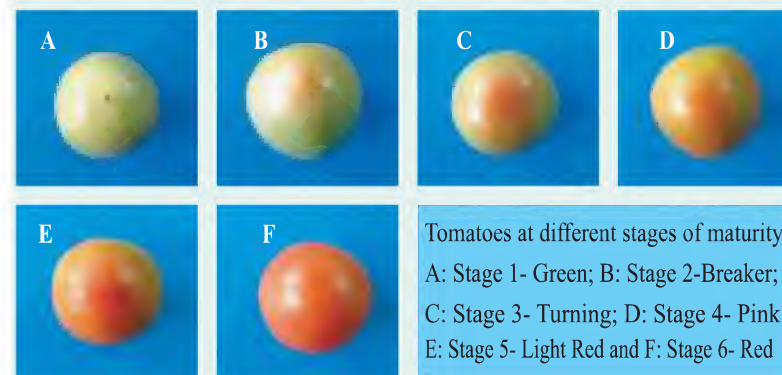 A
B
C
D
E
F
Tomatoes at different stages of maturity
A: Stage 1- Green; B: Stage 2-Breaker;
C: Stage 3- Turning; D: Stage 4- Pink
E: Stage 5- Light Red and F: Stage 6- Red